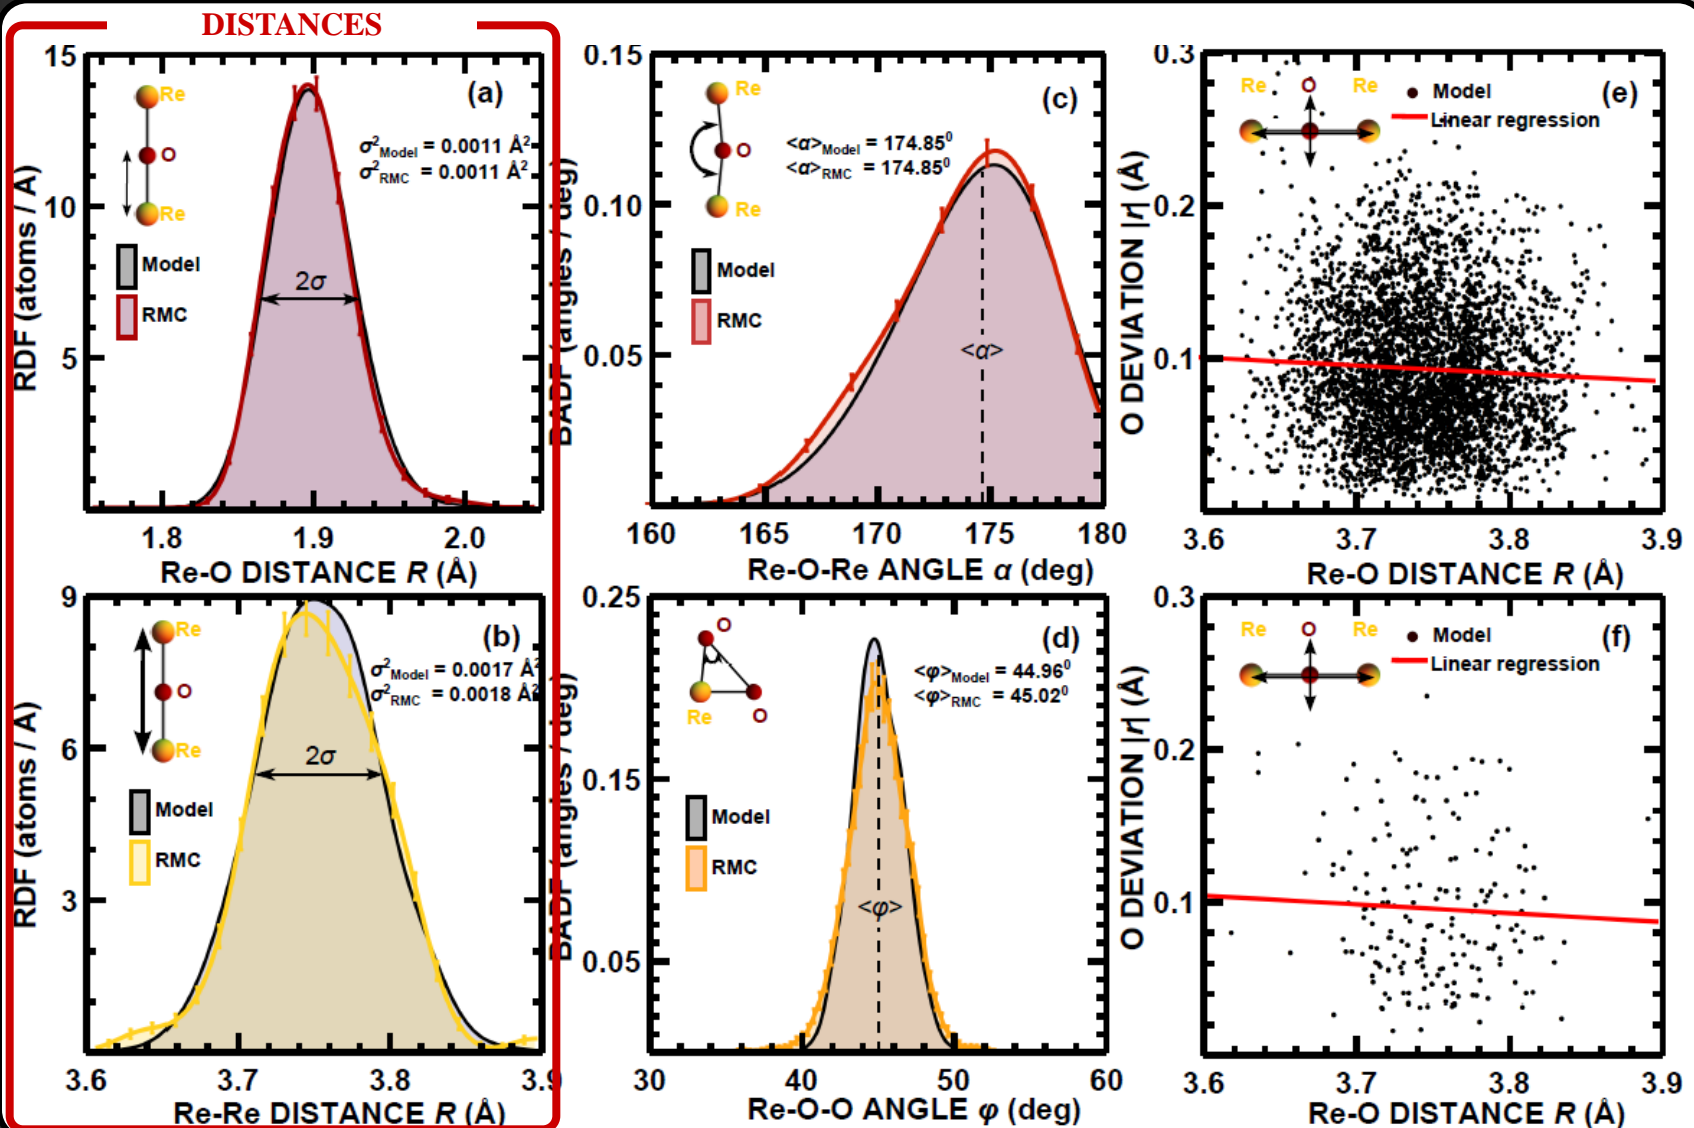 DISTANCES
15
10
5
RDF (atoms / A)
(a)
Re
O
Re
σ²Model = 0.0011 Å²
σ²RMC = 0.0011 Å²
Model
RMC
2σ
1.8 1.9 2.0
Re-O DISTANCE R (Å)
9
6
3
RDF (atoms / A)
(b)
Re
O
Re
σ²Model = 0.0017 Å²
σ²RMC = 0.0018 Å²
Model
RMC
2σ
3.6 3.7 3.8 3.9
Re-Re DISTANCE R (Å)
0.15
0.10
0.05
BADF (angles / deg)
(c)
Re
O
Re
<α>Model = 174.85⁰
<α>RMC = 174.85⁰
Model
RMC
<α>
160 165 170 175 180
Re-O-Re ANGLE α (deg)
0.25
0.15
0.05
BADF (angles / deg)
(d)
O
Re
O
<φ>Model = 44.96⁰
<φ>RMC = 45.02⁰
Model
RMC
<φ>
30 40 50 60
Re-O-O ANGLE φ (deg)
0.3
0.2
0.1
O DEVIATION |r| (Å)
(e)
Re O Re
Model
Linear regression
3.6 3.7 3.8 3.9
Re-O DISTANCE R (Å)
0.3
0.2
0.1
O DEVIATION |r| (Å)
(f)
Re O Re
Model
Linear regression
3.6 3.7 3.8 3.9
Re-O DISTANCE R (Å)